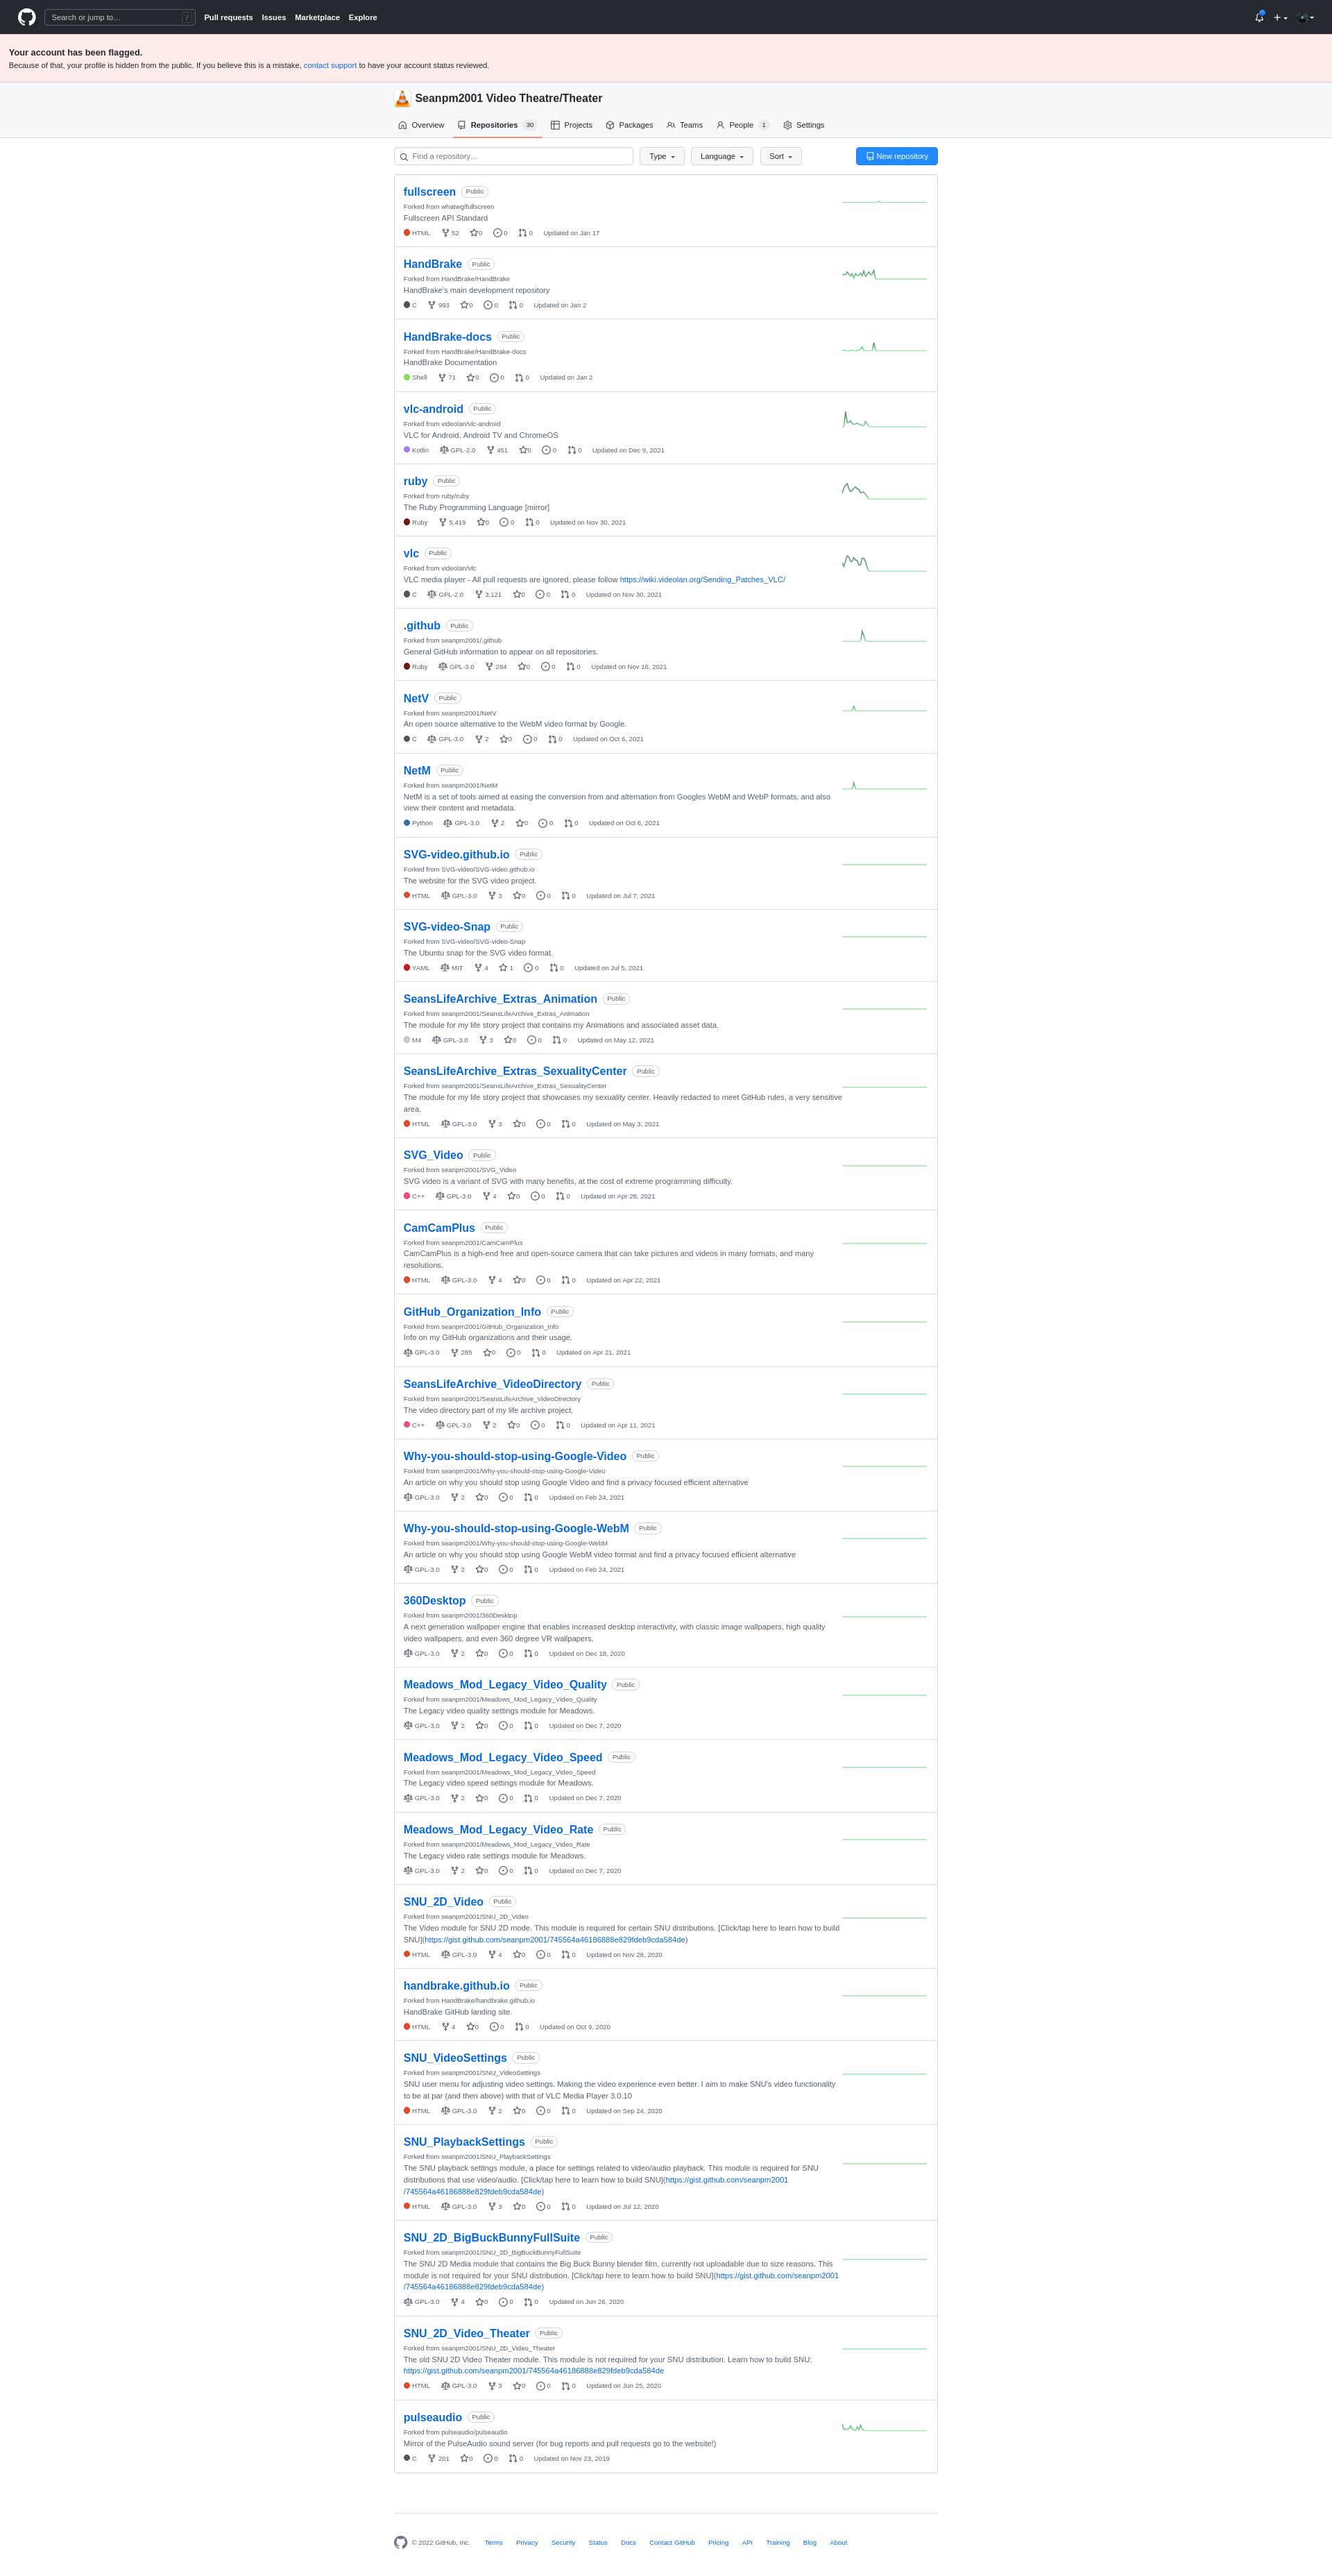 Search or jump to… / Pull requests Issues Marketplace Explore
Your account has been flagged.
Because of that, your profile is hidden from the public. If you believe this is a mistake, contact support to have your account status reviewed.
Seanpm2001 Video Theatre/Theater
Overview Repositories 30 Projects Packages Teams People 1 Settings
Find a repository… Type Language Sort New repository
fullscreen Public
Forked from whatwg/fullscreen
Fullscreen API Standard
HTML 52 0 0 0 Updated on Jan 17
HandBrake Public
Forked from HandBrake/HandBrake
HandBrake's main development repository
C 993 0 0 0 Updated on Jan 2
HandBrake-docs Public
Forked from HandBrake/HandBrake-docs
HandBrake Documentation
Shell 71 0 0 0 Updated on Jan 2
vlc-android Public
Forked from videolan/vlc-android
VLC for Android, Android TV and ChromeOS
Kotlin GPL-2.0 451 0 0 0 Updated on Dec 9, 2021
ruby Public
Forked from ruby/ruby
The Ruby Programming Language [mirror]
Ruby 5,419 0 0 0 Updated on Nov 30, 2021
vlc Public
Forked from videolan/vlc
VLC media player - All pull requests are ignored, please follow https://wiki.videolan.org/Sending_Patches_VLC/
C GPL-2.0 3,121 0 0 0 Updated on Nov 30, 2021
.github Public
Forked from seanpm2001/.github
General GitHub information to appear on all repositories.
Ruby GPL-3.0 284 0 0 0 Updated on Nov 16, 2021
NetV Public
Forked from seanpm2001/NetV
An open source alternative to the WebM video format by Google.
C GPL-3.0 2 0 0 0 Updated on Oct 6, 2021
NetM Public
Forked from seanpm2001/NetM
NetM is a set of tools aimed at easing the conversion from and alternation from Googles WebM and WebP formats, and also
view their content and metadata.
Python GPL-3.0 2 0 0 0 Updated on Oct 6, 2021
SVG-video.github.io Public
Forked from SVG-video/SVG-video.github.io
The website for the SVG video project.
HTML GPL-3.0 3 0 0 0 Updated on Jul 7, 2021
SVG-video-Snap Public
Forked from SVG-video/SVG-video-Snap
The Ubuntu snap for the SVG video format.
YAML MIT 4 1 0 0 Updated on Jul 5, 2021
SeansLifeArchive_Extras_Animation Public
Forked from seanpm2001/SeansLifeArchive_Extras_Animation
The module for my life story project that contains my Animations and associated asset data.
M4 GPL-3.0 3 0 0 0 Updated on May 12, 2021
SeansLifeArchive_Extras_SexualityCenter Public
Forked from seanpm2001/SeansLifeArchive_Extras_SexualityCenter
The module for my life story project that showcases my sexuality center. Heavily redacted to meet GitHub rules, a very sensitive
area.
HTML GPL-3.0 3 0 0 0 Updated on May 3, 2021
SVG_Video Public
Forked from seanpm2001/SVG_Video
SVG video is a variant of SVG with many benefits, at the cost of extreme programming difficulty.
C++ GPL-3.0 4 0 0 0 Updated on Apr 28, 2021
CamCamPlus Public
Forked from seanpm2001/CamCamPlus
CamCamPlus is a high-end free and open-source camera that can take pictures and videos in many formats, and many
resolutions.
HTML GPL-3.0 4 0 0 0 Updated on Apr 22, 2021
GitHub_Organization_Info Public
Forked from seanpm2001/GitHub_Organization_Info
Info on my GitHub organizations and their usage.
GPL-3.0 285 0 0 0 Updated on Apr 21, 2021
SeansLifeArchive_VideoDirectory Public
Forked from seanpm2001/SeansLifeArchive_VideoDirectory
The video directory part of my life archive project.
C++ GPL-3.0 2 0 0 0 Updated on Apr 11, 2021
Why-you-should-stop-using-Google-Video Public
Forked from seanpm2001/Why-you-should-stop-using-Google-Video
An article on why you should stop using Google Video and find a privacy focused efficient alternative
GPL-3.0 2 0 0 0 Updated on Feb 24, 2021
Why-you-should-stop-using-Google-WebM Public
Forked from seanpm2001/Why-you-should-stop-using-Google-WebM
An article on why you should stop using Google WebM video format and find a privacy focused efficient alternative
GPL-3.0 2 0 0 0 Updated on Feb 24, 2021
360Desktop Public
Forked from seanpm2001/360Desktop
A next generation wallpaper engine that enables increased desktop interactivity, with classic image wallpapers, high quality
video wallpapers, and even 360 degree VR wallpapers.
GPL-3.0 2 0 0 0 Updated on Dec 18, 2020
Meadows_Mod_Legacy_Video_Quality Public
Forked from seanpm2001/Meadows_Mod_Legacy_Video_Quality
The Legacy video quality settings module for Meadows.
GPL-3.0 2 0 0 0 Updated on Dec 7, 2020
Meadows_Mod_Legacy_Video_Speed Public
Forked from seanpm2001/Meadows_Mod_Legacy_Video_Speed
The Legacy video speed settings module for Meadows.
GPL-3.0 2 0 0 0 Updated on Dec 7, 2020
Meadows_Mod_Legacy_Video_Rate Public
Forked from seanpm2001/Meadows_Mod_Legacy_Video_Rate
The Legacy video rate settings module for Meadows.
GPL-3.0 2 0 0 0 Updated on Dec 7, 2020
SNU_2D_Video Public
Forked from seanpm2001/SNU_2D_Video
The Video module for SNU 2D mode. This module is required for certain SNU distributions. [Click/tap here to learn how to build
SNU](https://gist.github.com/seanpm2001/745564a46186888e829fdeb9cda584de)
HTML GPL-3.0 4 0 0 0 Updated on Nov 28, 2020
handbrake.github.io Public
Forked from HandBrake/handbrake.github.io
HandBrake GitHub landing site.
HTML 4 0 0 0 Updated on Oct 9, 2020
SNU_VideoSettings Public
Forked from seanpm2001/SNU_VideoSettings
SNU user menu for adjusting video settings. Making the video experience even better. I aim to make SNU's video functionality
to be at par (and then above) with that of VLC Media Player 3.0.10
HTML GPL-3.0 2 0 0 0 Updated on Sep 24, 2020
SNU_PlaybackSettings Public
Forked from seanpm2001/SNU_PlaybackSettings
The SNU playback settings module, a place for settings related to video/audio playback. This module is required for SNU
distributions that use video/audio. [Click/tap here to learn how to build SNU](https://gist.github.com/seanpm2001
/745564a46186888e829fdeb9cda584de)
HTML GPL-3.0 3 0 0 0 Updated on Jul 12, 2020
SNU_2D_BigBuckBunnyFullSuite Public
Forked from seanpm2001/SNU_2D_BigBuckBunnyFullSuite
The SNU 2D Media module that contains the Big Buck Bunny blender film, currently not uploadable due to size reasons. This
module is not required for your SNU distribution. [Click/tap here to learn how to build SNU](https://gist.github.com/seanpm2001
/745564a46186888e829fdeb9cda584de)
GPL-3.0 4 0 0 0 Updated on Jun 26, 2020
SNU_2D_Video_Theater Public
Forked from seanpm2001/SNU_2D_Video_Theater
The old SNU 2D Video Theater module. This module is not required for your SNU distribution. Learn how to build SNU:
https://gist.github.com/seanpm2001/745564a46186888e829fdeb9cda584de
HTML GPL-3.0 3 0 0 0 Updated on Jun 25, 2020
pulseaudio Public
Forked from pulseaudio/pulseaudio
Mirror of the PulseAudio sound server (for bug reports and pull requests go to the website!)
C 201 0 0 0 Updated on Nov 23, 2019
© 2022 GitHub, Inc. Terms Privacy Security Status Docs Contact GitHub Pricing API Training Blog About